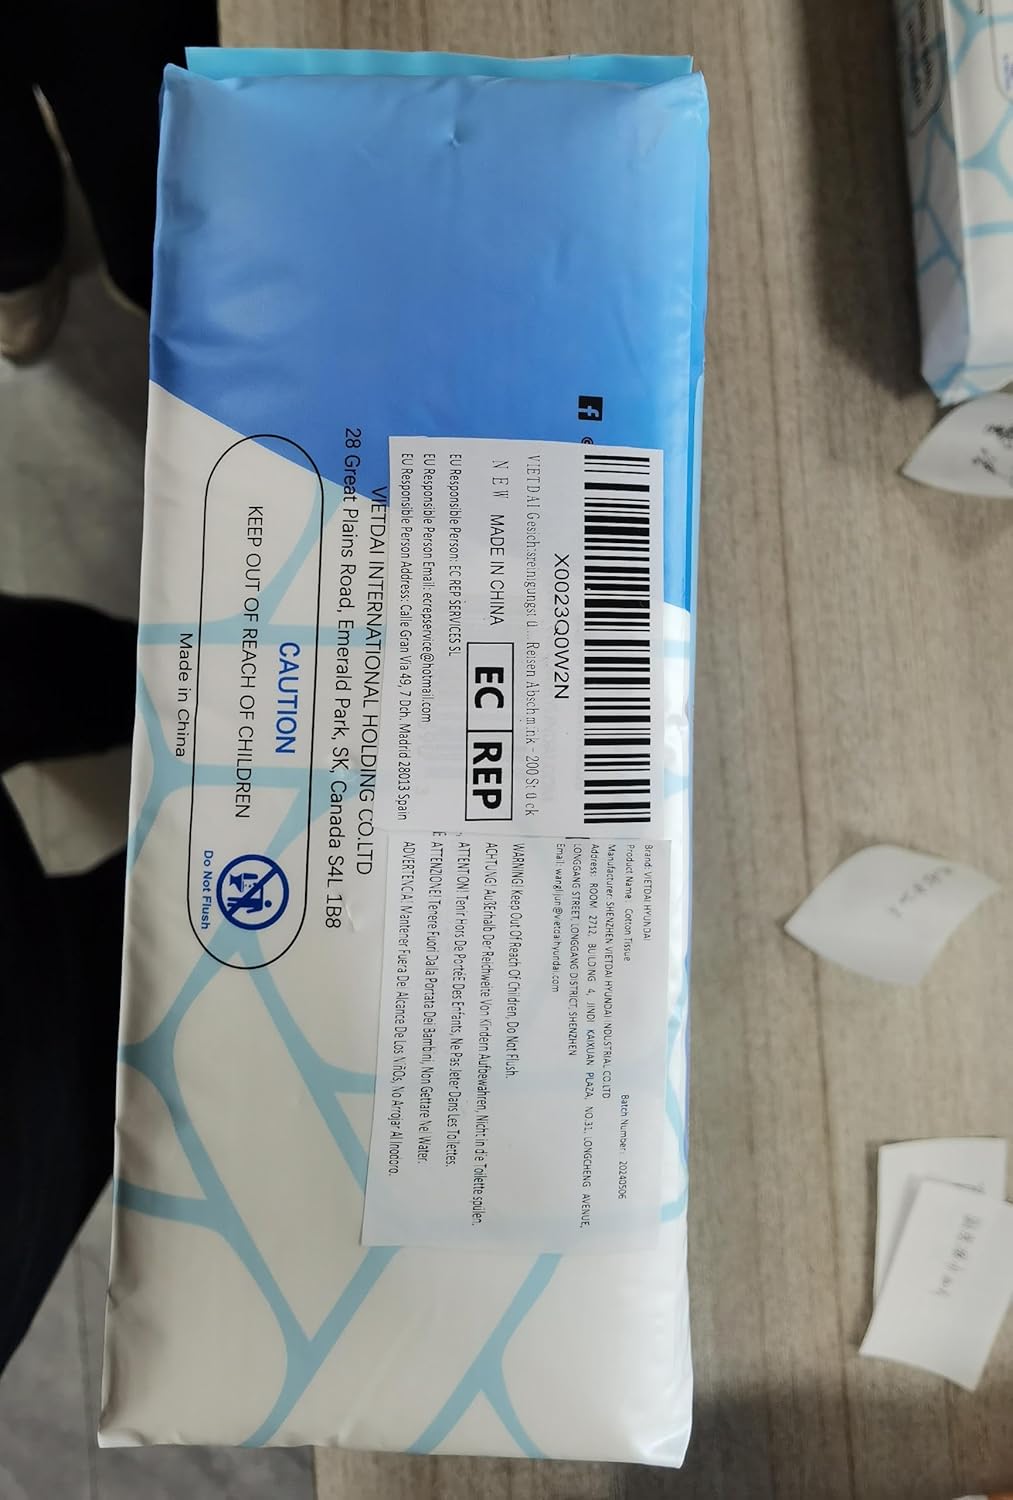 X0023Q0W2N
VIETDAI Gesichtsreinigungstü... Reisen Abschmink - 200 Stück
NEW MADE IN CHINA
EC REP
EU Responsible Person: EC REP SERVICES SL
EU Responsible Person Email: ecrepservice@hotmail.com
EU Responsible Person Address: Calle Gran Via 49, 7 Dch. Madrid 28013 Spain
Brand: VIETDAI HYUNDAI
Product Name: Cotton Tissue Batch Number: 20240506
Manufacturer: SHENZHEN VIETDAI HYUNDAI INDUSTRIAL CO.LTD
Address: ROOM 2712, BUILDING 4, JINDI KAIXUAN PLAZA, NO.31, LONGCHENG AVENUE,
LONGGANG STREET, LONGGANG DISTRICT, SHENZHEN
Email: wanglijun@vietdaihyundai.com
WARNING! Keep Out Of Reach Of Children, Do Not Flush.
ACHTUNG! Außerhalb Der Reichweite Von Kindern Aufbewahren, Nicht in die Toilette spülen.
ATTENTION! Tenir Hors De Porté E Des Enfants, Ne Pas Jeter Dans Les Toilettes.
ATTENZIONE! Tenere Fuori Dalla Portata Dei Bambini, Non Gettare Nel Water.
ADVERTENCIA! Mantener Fuera Del Alcance De Los NiñOs, No Arrojar Al Inodoro.
VIETDAI INTERNATIONAL HOLDING CO.LTD
28 Great Plains Road, Emerald Park, SK, Canada S4L 1B8
CAUTION
KEEP OUT OF REACH OF CHILDREN
Do Not Flush
Made in China